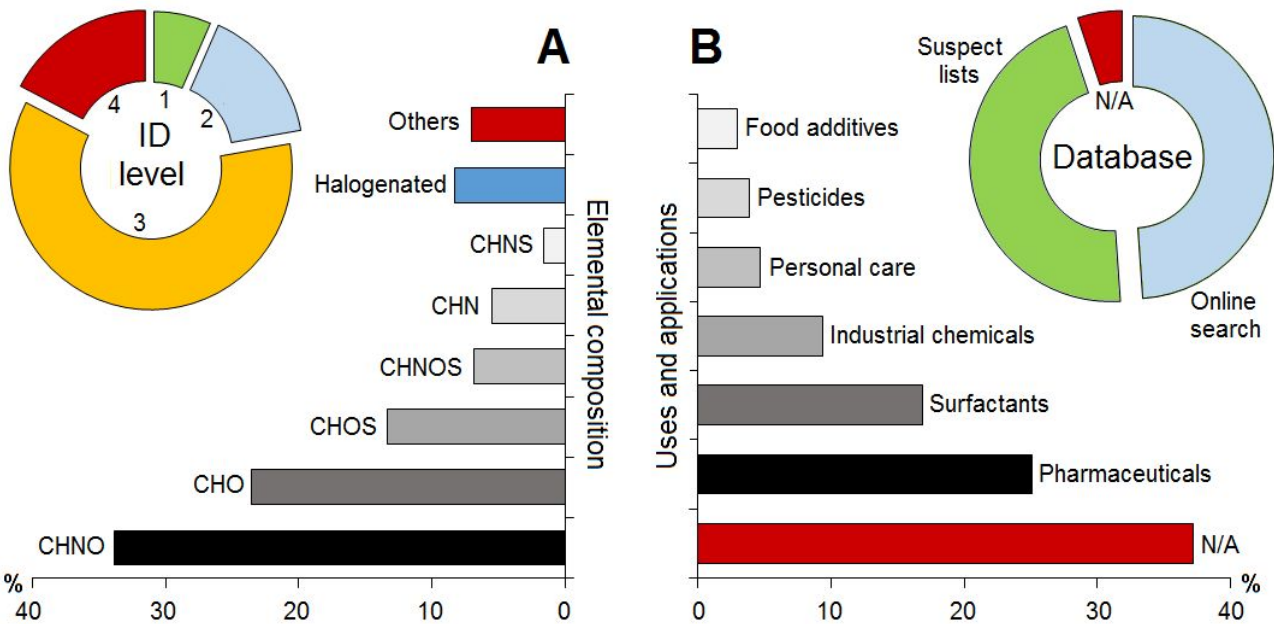 A
1
2
3
4
ID
level
Others
Halogenated
CHNS
CHN
CHNOS
CHOS
CHO
CHNO
Elemental composition
%
40
30
20
10
0
B
Suspect
lists
N/A
Database
Online
search
Food additives
Pesticides
Personal care
Industrial chemicals
Surfactants
Pharmaceuticals
N/A
Uses and applications
0
10
20
30
40
%